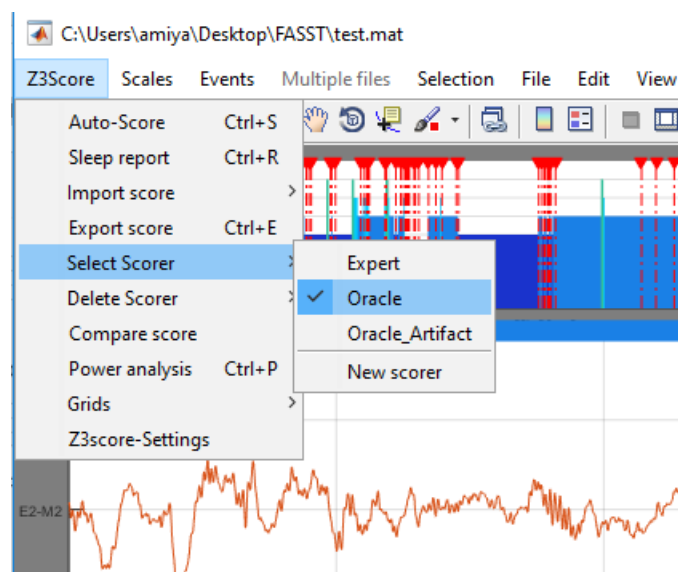 C:\Users\amiya\Desktop\FASST\test.mat
Z3Score Scales Events Multiple files Selection File Edit View
Auto-Score Ctrl+S
Sleep report Ctrl+R
Import score
Export score Ctrl+E
Select Scorer
Expert
Delete Scorer
Oracle
Compare score
Oracle_Artifact
Power analysis Ctrl+P
New scorer
Grids
Z3score-Settings
E2-M2